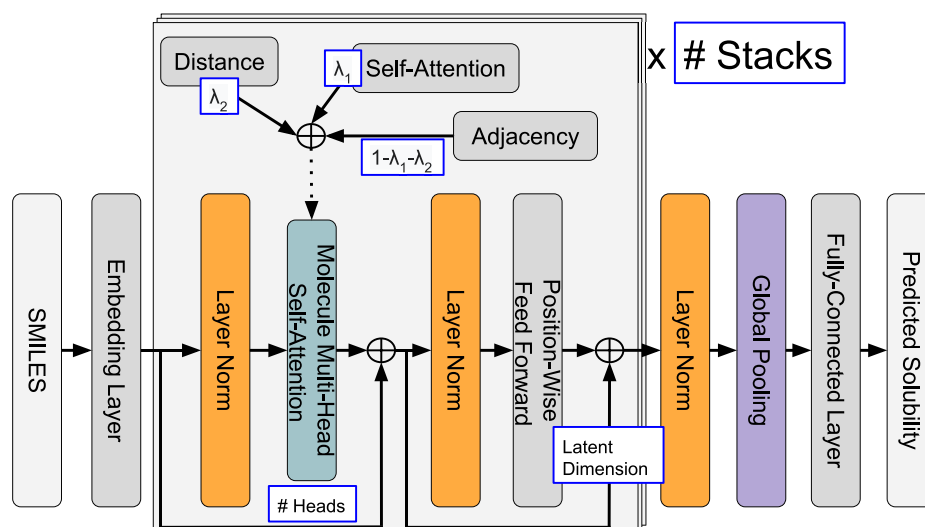 Distance
λ1
Self-Attention
x # Stacks
λ2
Adjacency
1-λ1-λ2
SMILES
Embedding Layer
Layer Norm
Molecule Multi-Head
Self-Attention
# Heads
Layer Norm
Position-Wise
Feed Forward
Latent
Dimension
Layer Norm
Global Pooling
Fully-Connected Layer
Predicted Solubility